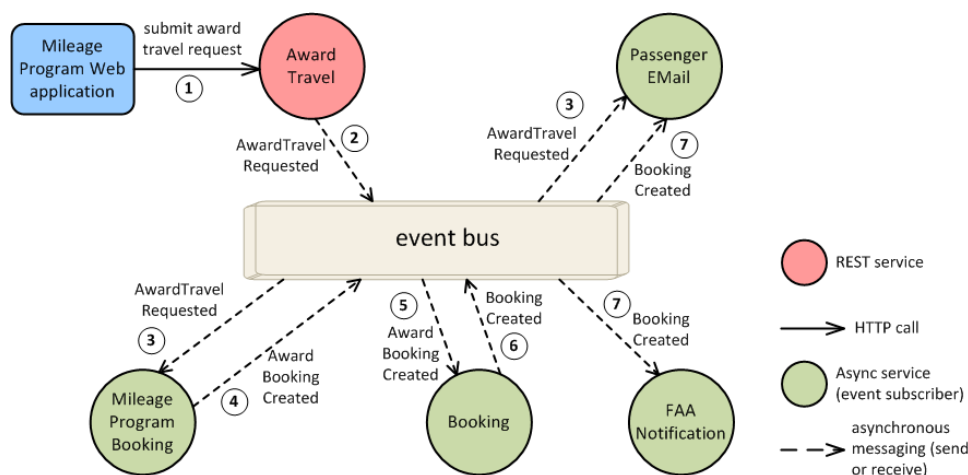 Mileage
Program Web
application
submit award
travel request
1
Award
Travel
2
AwardTravel
Requested
Passenger
EMail
3
AwardTravel
Requested
7
Booking
Created
event bus
AwardTravel
Requested
3
Mileage
Program
Booking
4
Award
Booking
Created
5
Award
Booking
Created
Booking
Created
6
Booking
7
Booking
Created
FAA
Notification
REST service
HTTP call
Async service
(event subscriber)
asynchronous
messaging (send
or receive)